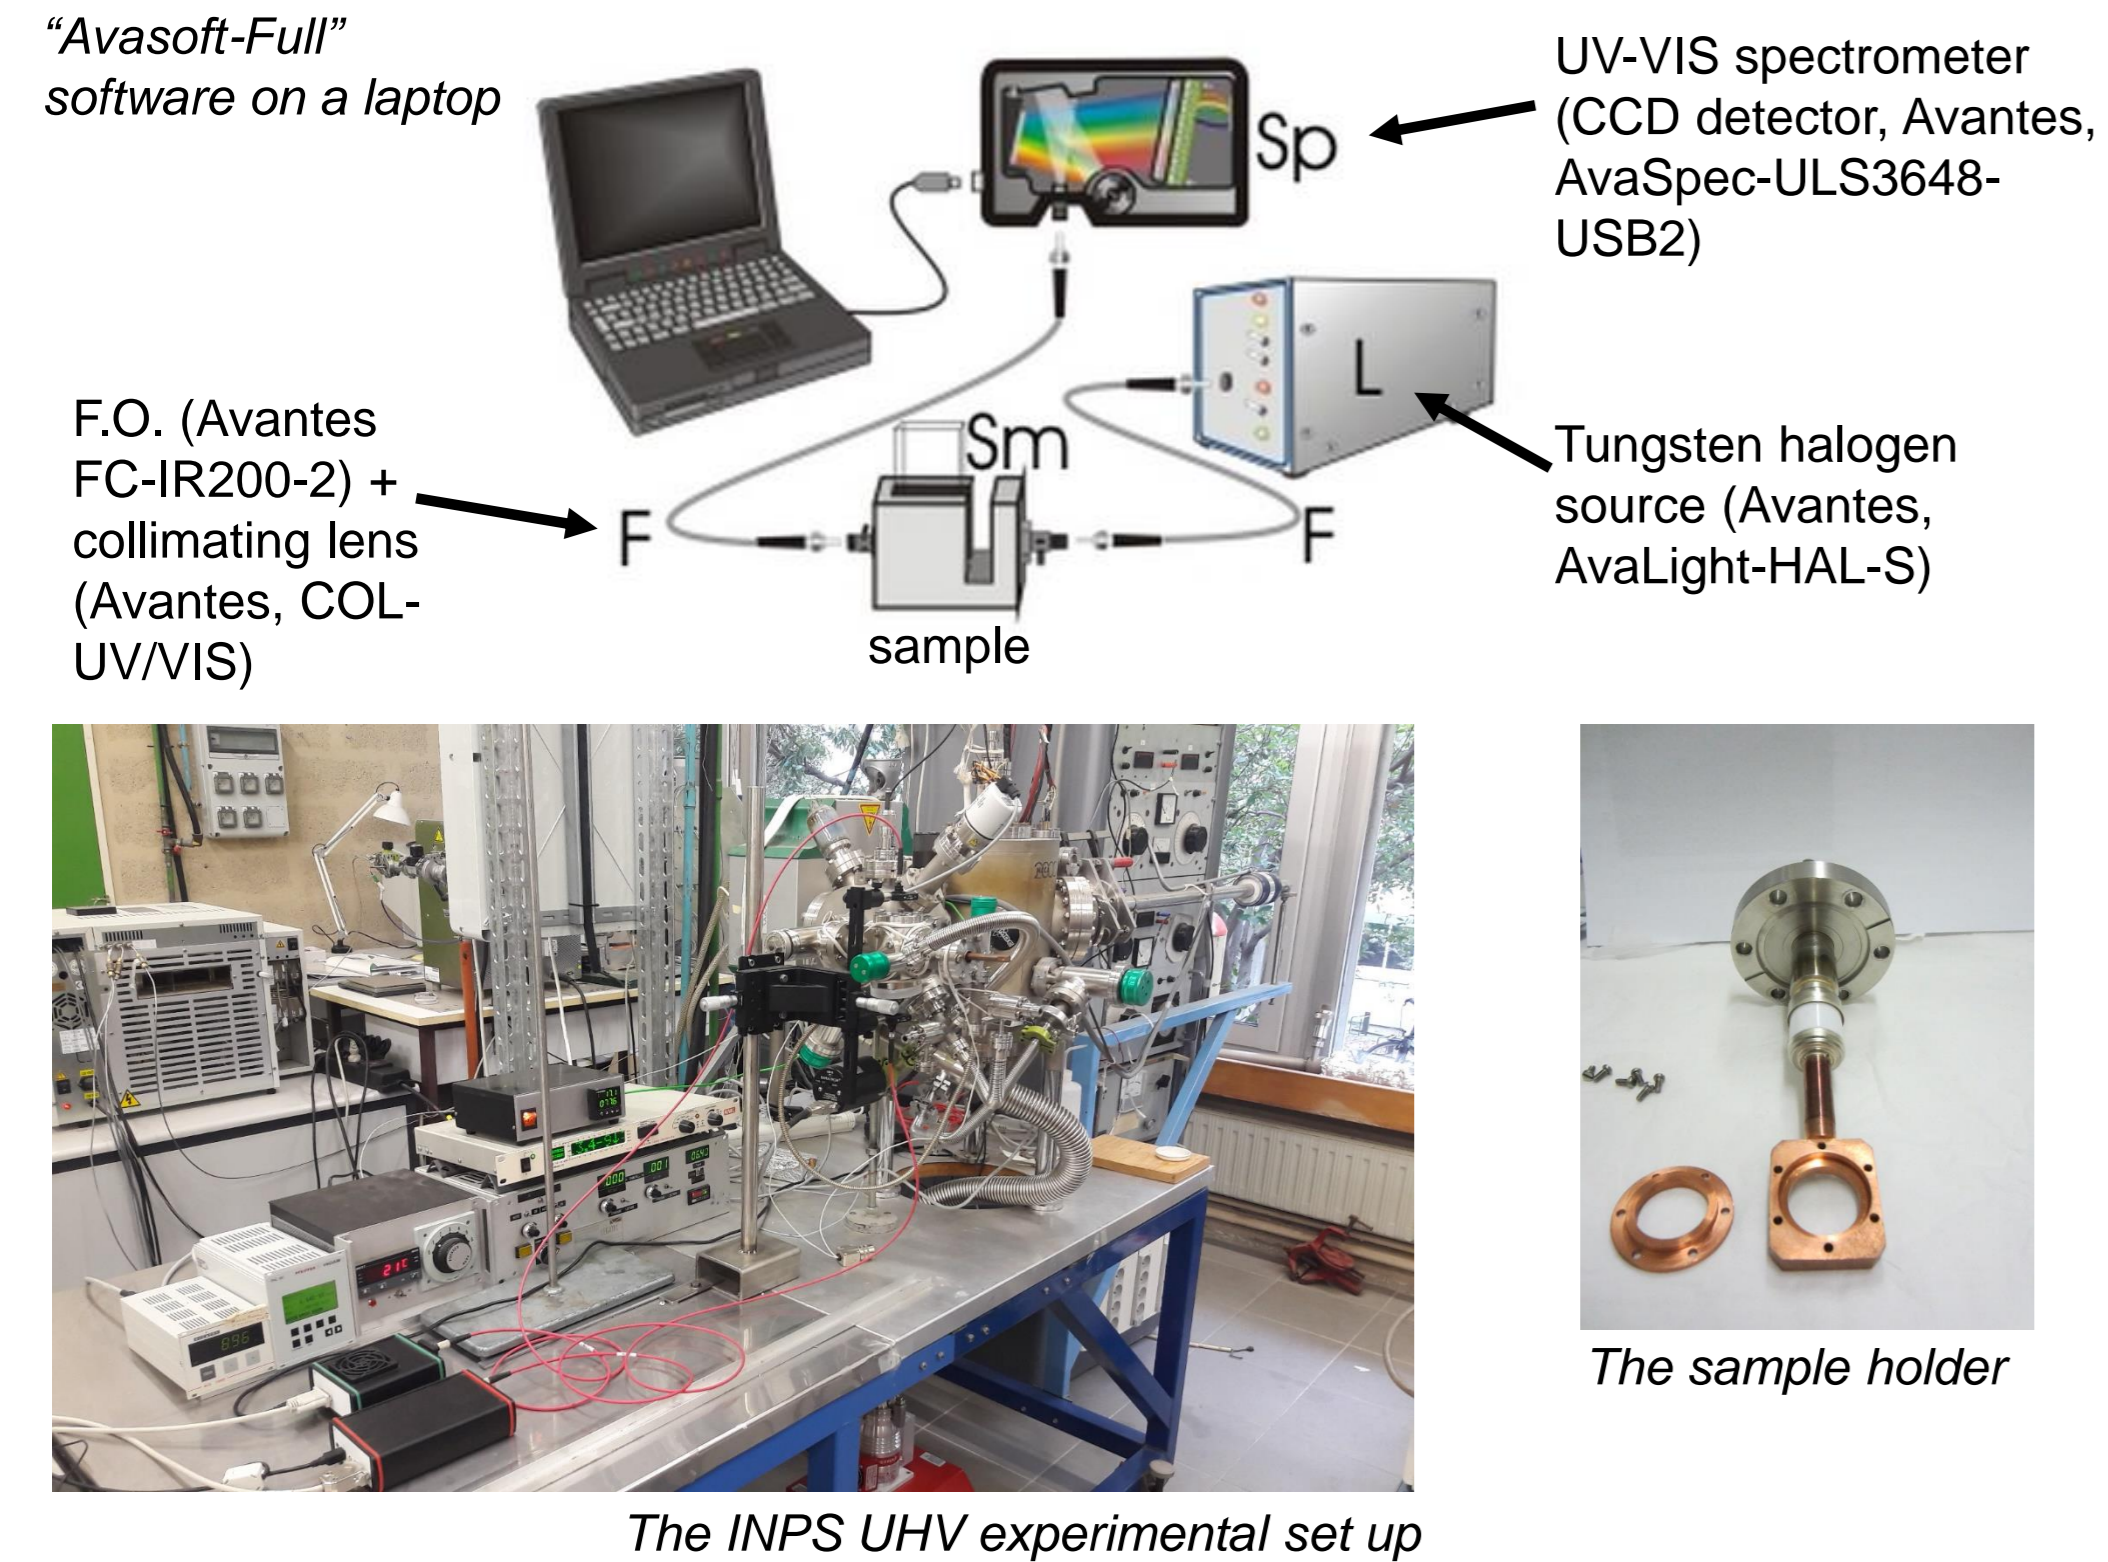 “Avasoft-Full”
software on a laptop
Sp
UV-VIS spectrometer
(CCD detector, Avantes,
AvaSpec-ULS3648-
USB2)
L
F.O. (Avantes
FC-IR200-2) +
collimating lens
(Avantes, COL-
UV/VIS)
F
Sm
F
sample
Tungsten halogen
source (Avantes,
AvaLight-HAL-S)
The INPS UHV experimental set up
The sample holder